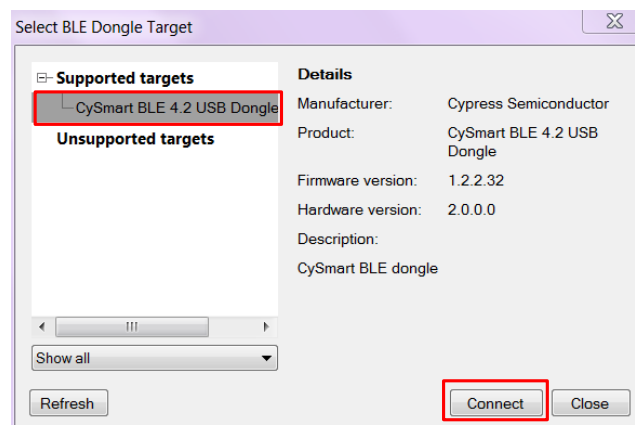 Select BLE Dongle Target
Supported targets
CySmart BLE 4.2 USB Dongle
Unsupported targets
Show all
Refresh
Details
Manufacturer: Cypress Semiconductor
Product: CySmart BLE 4.2 USB
Dongle
Firmware version: 1.2.2.32
Hardware version: 2.0.0.0
Description:
CySmart BLE dongle
Connect
Close